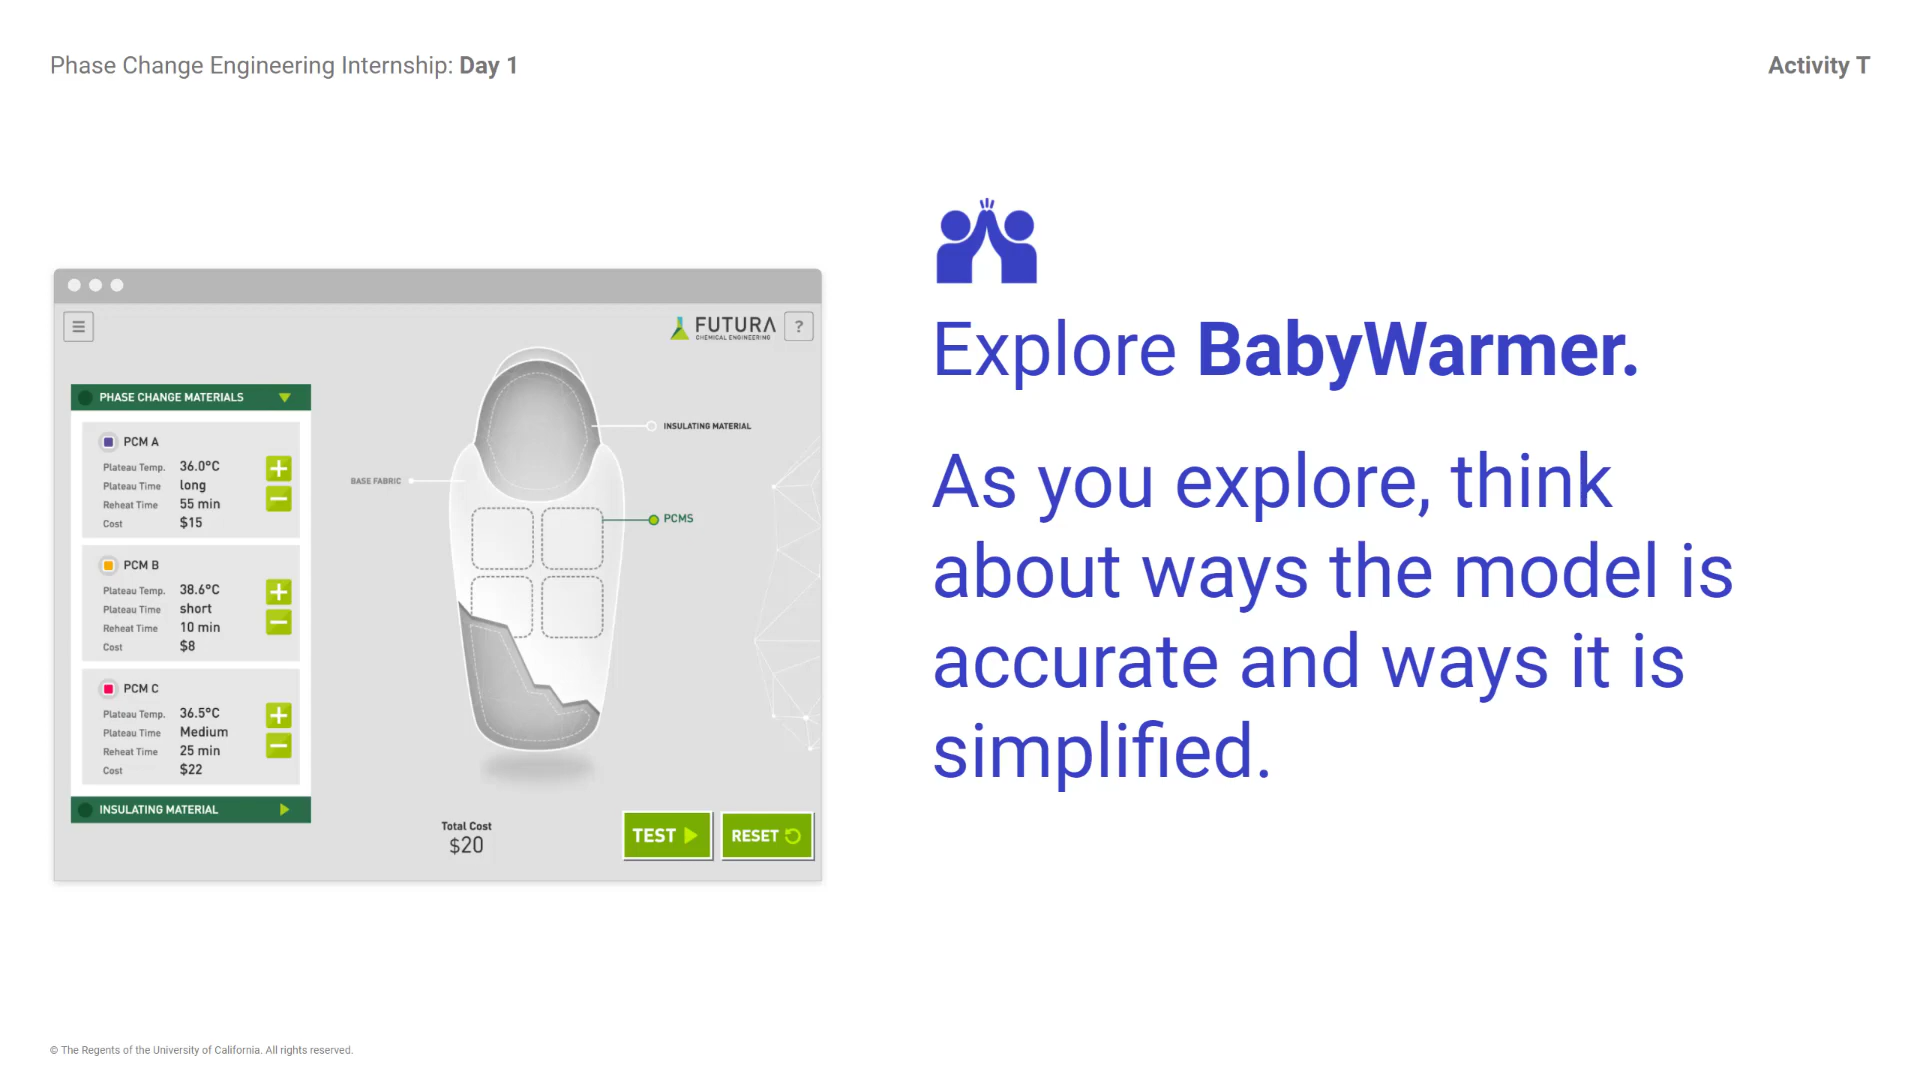 Phase Change Engineering Internship: Day 1
Activity T
FUTURA
CHEMICAL ENGINEERING
?
PHASE CHANGE MATERIALS
PCM A
Plateau Temp. 36.0°C
Plateau Time long
Reheat Time 55 min
Cost $15
PCM B
Plateau Temp. 38.6°C
Plateau Time short
Reheat Time 10 min
Cost $8
PCM C
Plateau Temp. 36.5°C
Plateau Time Medium
Reheat Time 25 min
Cost $22
INSULATING MATERIAL
INSULATING MATERIAL
BASE FABRIC
PCMS
Total Cost
$20
TEST
RESET
Explore BabyWarmer.
As you explore, think
about ways the model is
accurate and ways it is
simplified.
© The Regents of the University of California. All rights reserved.